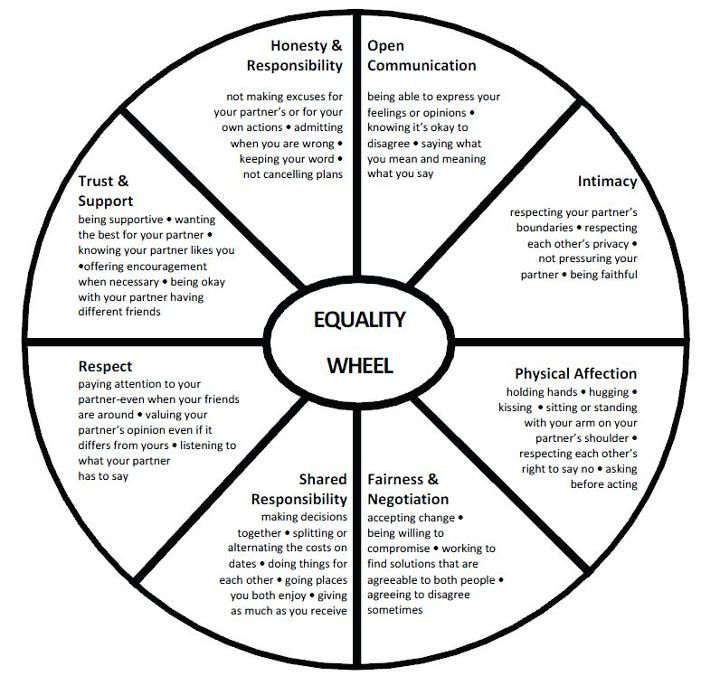 Honesty &
Responsibility
not making excuses for
your partner's or for your
own actions • admitting
when you are wrong •
keeping your word •
not cancelling plans
Open
Communication
being able to express your
feelings or opinions •
knowing it's okay to
disagree • saying what
you mean and meaning
what you say
Intimacy
respecting your partner's
boundaries • respecting
each other's privacy •
not pressuring your
partner • being faithful
Physical Affection
holding hands • hugging •
kissing • sitting or standing
with your arm on your
partner's shoulder •
respecting each other's
right to say no • asking
before acting
Fairness &
Negotiation
accepting change •
being willing to
compromise • working to
find solutions that are
agreeable to both people •
agreeing to disagree
sometimes
Shared
Responsibility
making decisions
together • splitting or
alternating the costs on
dates • doing things for
each other • going places
you both enjoy • giving
as much as you receive
Respect
paying attention to your
partner-even when your friends
are around • valuing your
partner's opinion even if it
differs from yours • listening to
what your partner
has to say
Trust &
Support
being supportive • wanting
the best for your partner •
knowing your partner likes you
•offering encouragement
when necessary • being okay
with your partner having
different friends
EQUALITY
WHEEL